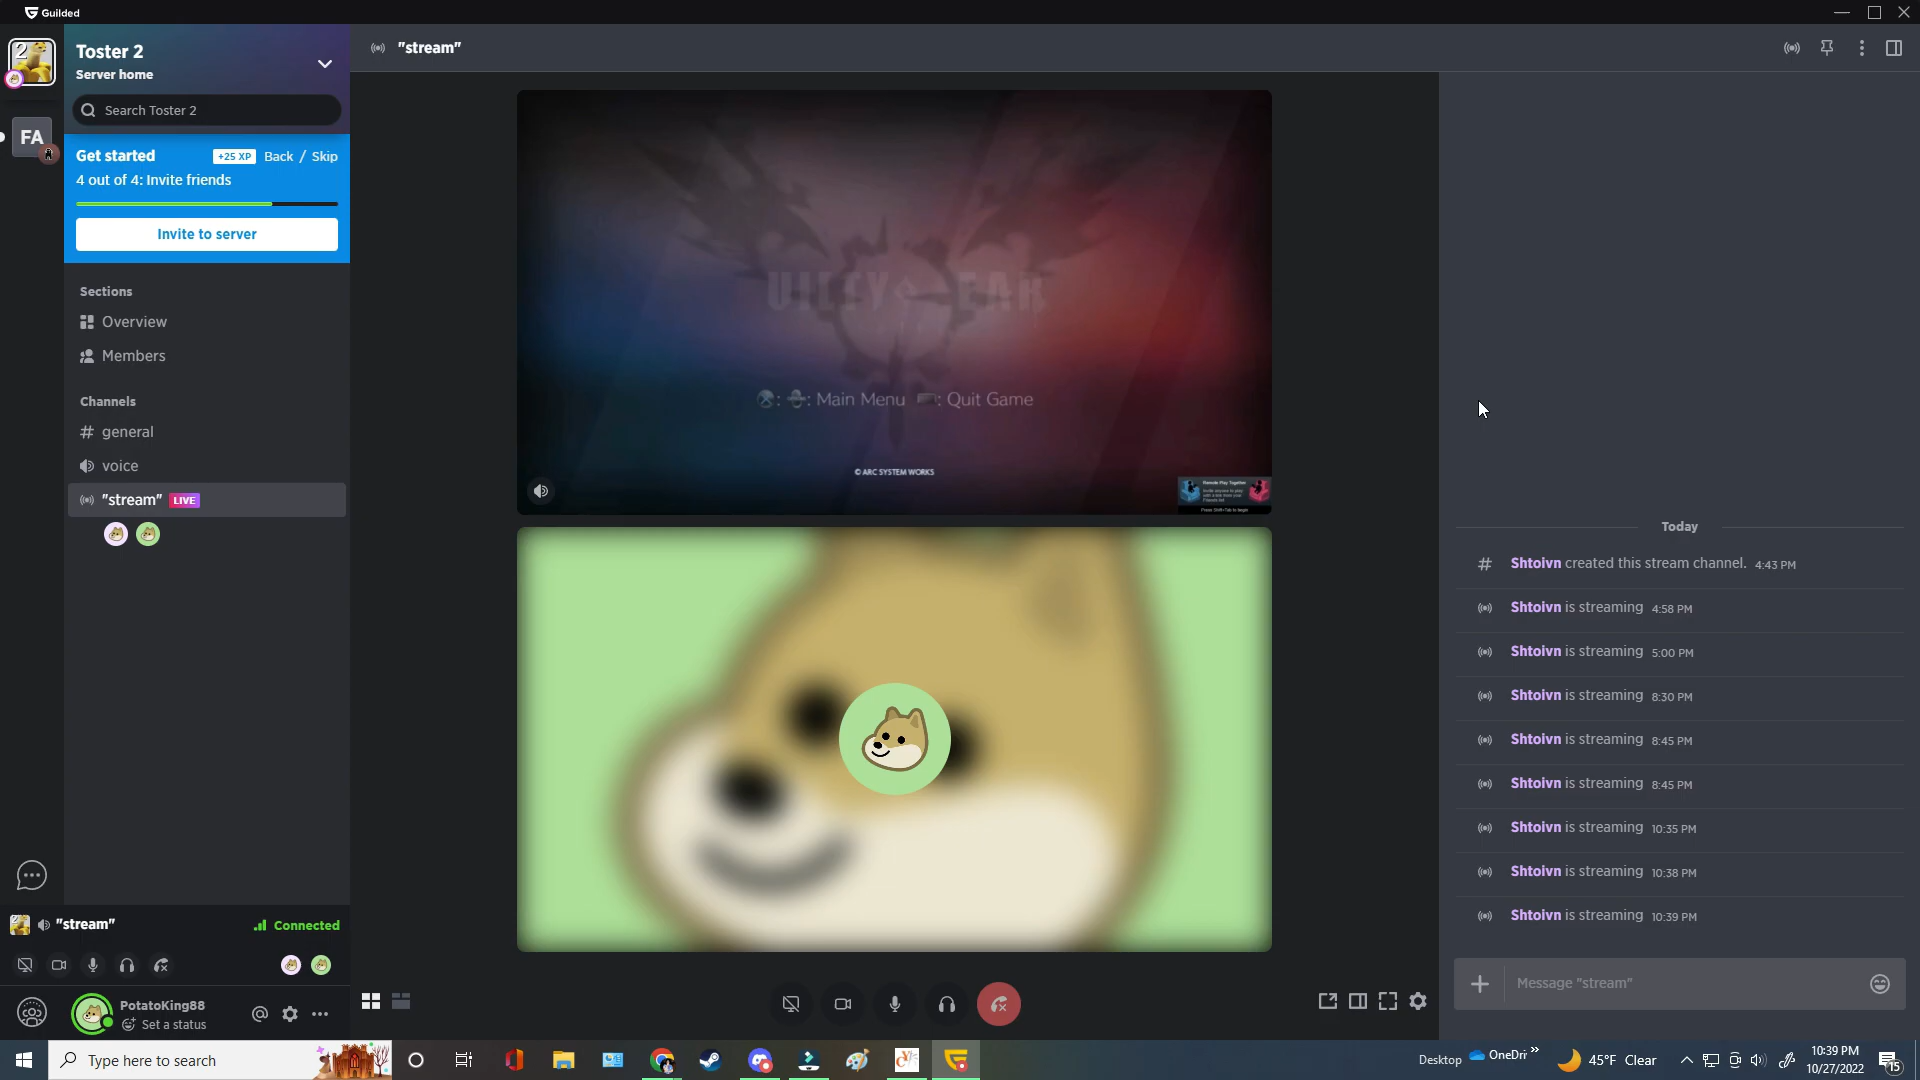 Guilded
2
Toster 2
Server home
Search Toster 2
FA
Get started
+25 XP
Back / Skip
4 out of 4: Invite friends
Invite to server
Sections
Overview
Members
Channels
# general
voice
"stream" LIVE
"stream"
Connected
PotatoKing88
Set a status
"stream"
: Main Menu : Quit Game
© ARC SYSTEM WORKS
Remote Play Together
Today
Shtoivn created this stream channel. 4:43 PM
Shtoivn is streaming 4:58 PM
Shtoivn is streaming 5:00 PM
Shtoivn is streaming 8:30 PM
Shtoivn is streaming 8:45 PM
Shtoivn is streaming 8:45 PM
Shtoivn is streaming 10:35 PM
Shtoivn is streaming 10:38 PM
Shtoivn is streaming 10:39 PM
Message "stream"
Type here to search
Desktop
OneDri
45°F Clear
10:39 PM
10/27/2022
15